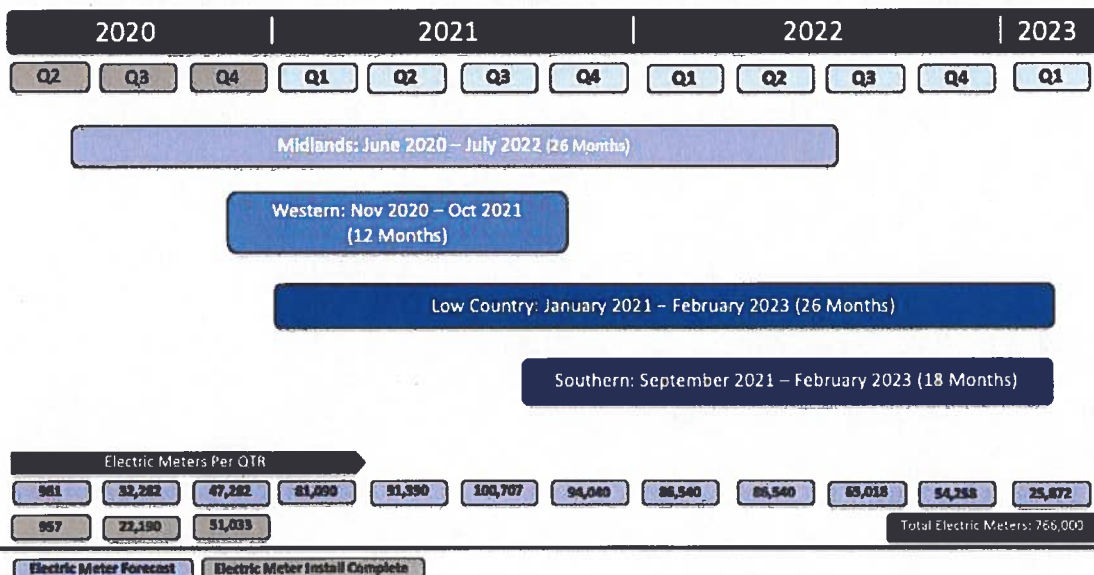 2020 2021 2022 2023
Q2 Q3 Q4 Q1 Q2 Q3 Q4 Q1 Q2 Q3 Q4 Q1
Midlands: June 2020 – July 2022 (26 Months)
Western: Nov 2020 – Oct 2021
(12 Months)
Low Country: January 2021 – February 2023 (26 Months)
Southern: September 2021 – February 2023 (18 Months)
Electric Meters Per QTR
981 32,282 47,282 81,090 91,390 100,707 94,040 86,540 86,540 65,018 54,258 25,872
957 22,190 51,033
Total Electric Meters: 766,000
Electric Meter Forecast Electric Meter Install Complete